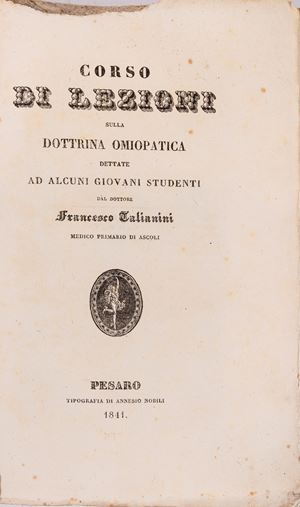 CORSO
DI LEZIONI
SULLA
DOTTRINA OMIOPATICA
DETTATE
AD ALCUNI GIOVANI STUDENTI
DAL DOTTORE
Francesco Talianini
MEDICO PRIMARIO DI ASCOLI
PESARO
TIPOGRAFIA DI ANNESIO NOBILI
1841.